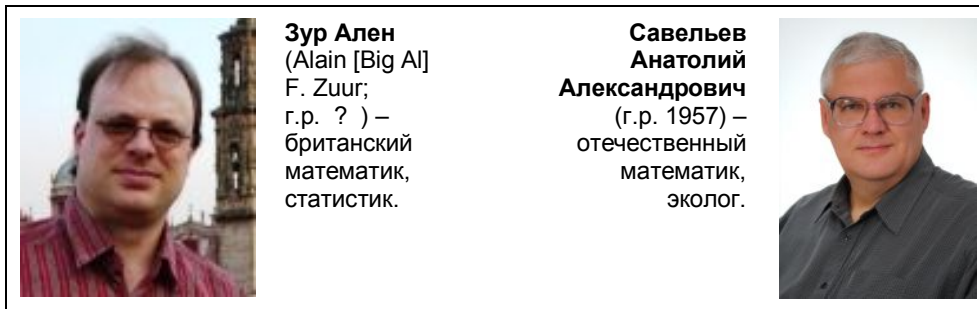 Зур Ален
(Alain [Big Al]
F. Zuur;
г.р. ? ) –
британский
математик,
статистик.
Савельев
Анатолий
Александрович
(г.р. 1957) –
отечественный
математик,
эколог.